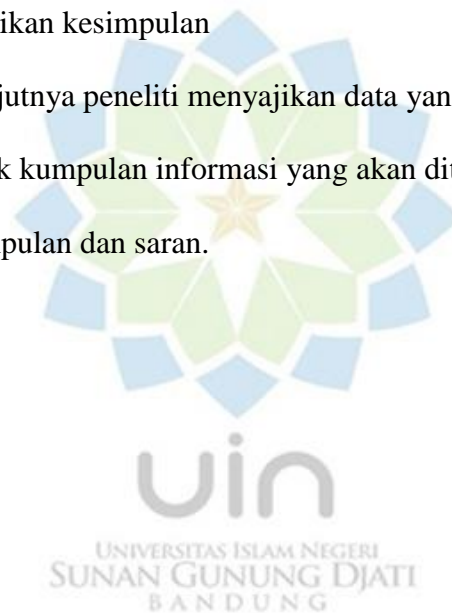 ikan kesimpulan
jutnya peneliti menyajikan data yan
k kumpulan informasi yang akan dit
pulan dan saran.
uin
UNIVERSITAS ISLAM NEGERI
SUNAN GUNUNG DJATI
BANDUNG